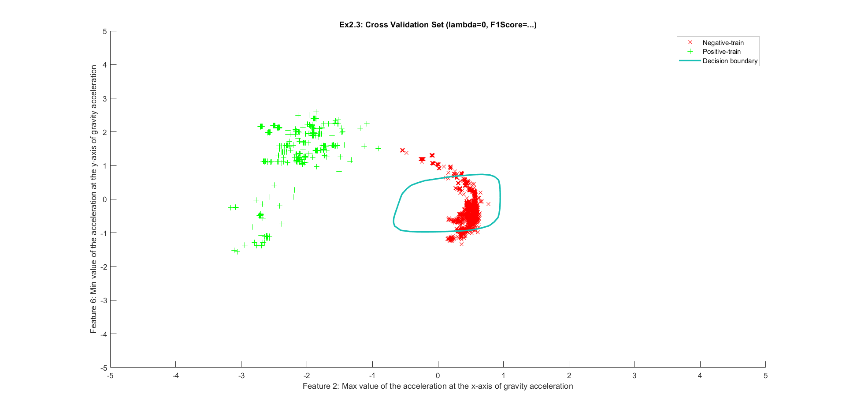 Ex2.3: Cross Validation Set (lambda=0, F1Score=...)
Negative-train
Positive-train
Decision boundary
Feature 6: Min value of the acceleration at the y-axis of gravity acceleration
5
4
3
2
1
0
-1
-2
-3
-4
-5
-5 -4 -3 -2 -1 0 1 2 3 4 5
Feature 2: Max value of the acceleration at the x-axis of gravity acceleration